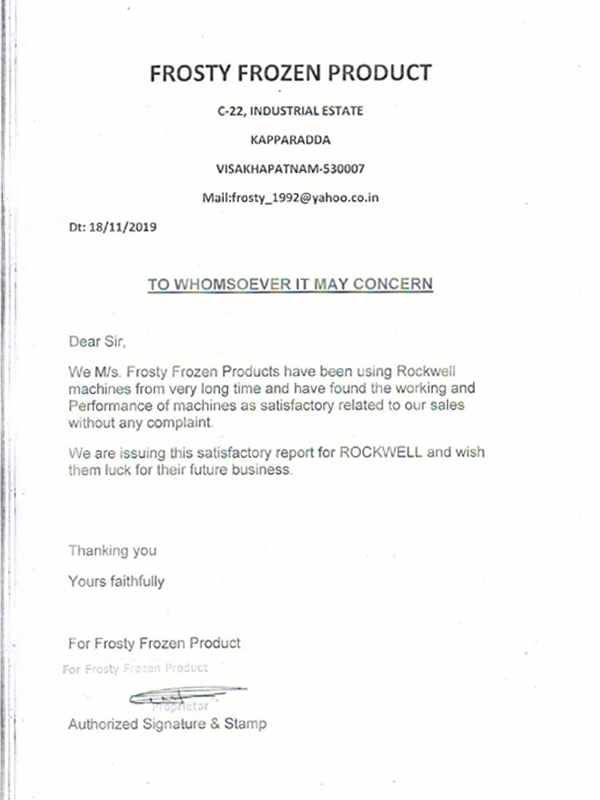 FROSTY FROZEN PRODUCT
C-22, INDUSTRIAL ESTATE
KAPPARADDA
VISAKHAPATNAM-530007
Mail:frosty_1992@yahoo.co.in
Dt: 18/11/2019
TO WHOMSOEVER IT MAY CONCERN
Dear Sir,
We M/s. Frosty Frozen Products have been using Rockwell
machines from very long time and have found the working and
Performance of machines as satisfactory related to our sales
without any complaint.
We are issuing this satisfactory report for ROCKWELL and wish
them luck for their future business.
Thanking you
Yours faithfully
For Frosty Frozen Product
For Frosty Frozen Product
Proprietor
Authorized Signature & Stamp